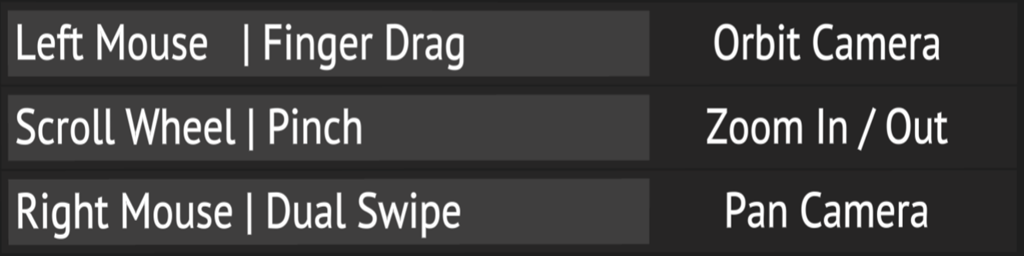 Left Mouse | Finger Drag Orbit Camera
Scroll Wheel | Pinch Zoom In / Out
Right Mouse | Dual Swipe Pan Camera